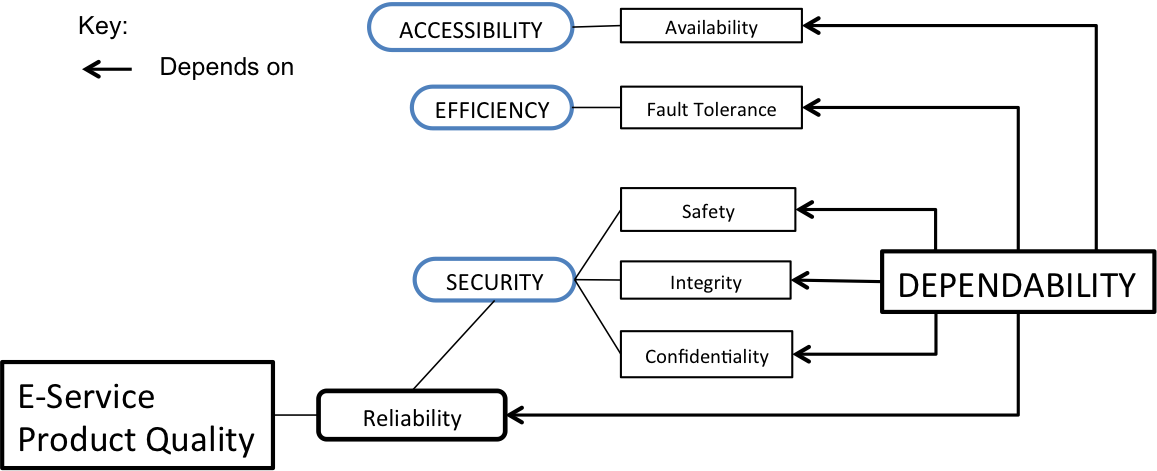 Key:
Depends on
ACCESSIBILITY
Availability
EFFICIENCY
Fault Tolerance
Safety
SECURITY
Integrity
DEPENDABILITY
Confidentiality
E-Service
Product Quality
Reliability